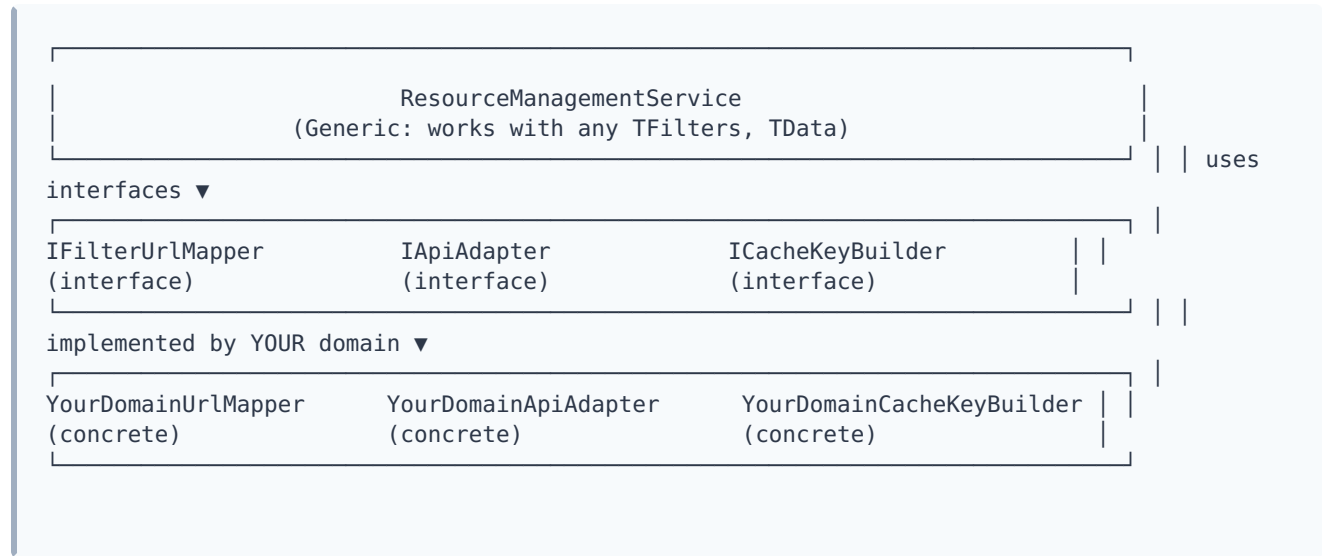 ResourceManagementService
(Generic: works with any TFilters, TData)
uses
interfaces ▼
IFilterUrlMapper IApiAdapter ICacheKeyBuilder
(interface) (interface) (interface)
implemented by YOUR domain ▼
YourDomainUrlMapper YourDomainApiAdapter YourDomainCacheKeyBuilder
(concrete) (concrete) (concrete)